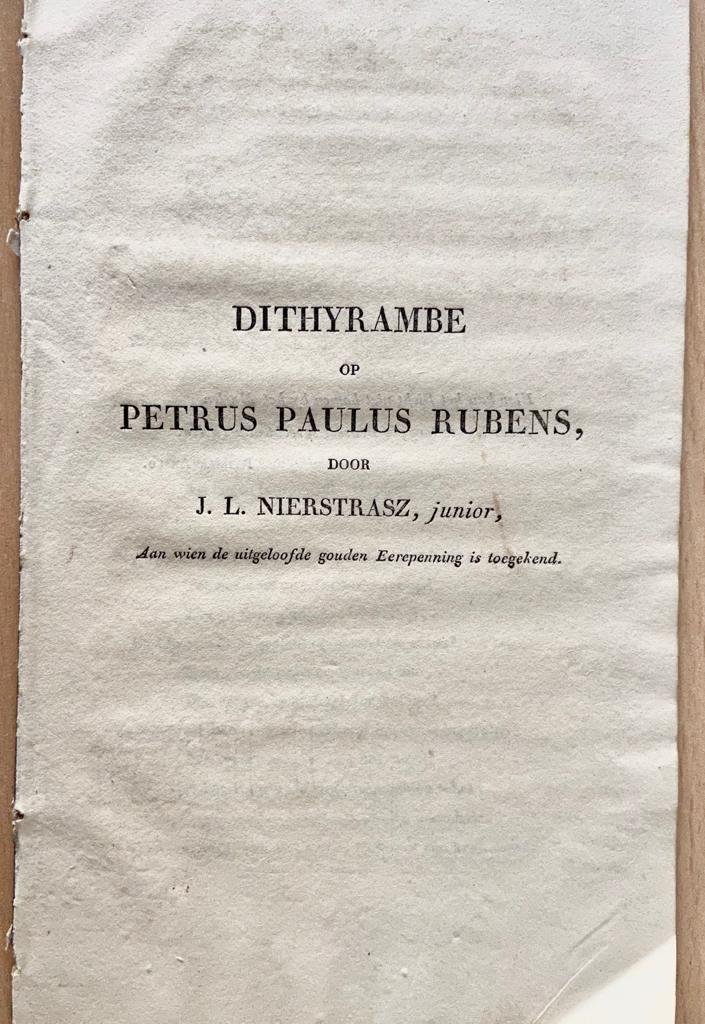 DITHYRAMBE
OP
PETRUS PAULUS RUBENS,
DOOR
J. L. NIERSTRASZ, junior,
Aan wien de uitgeloofde gouden Eerepenning is toegekend.